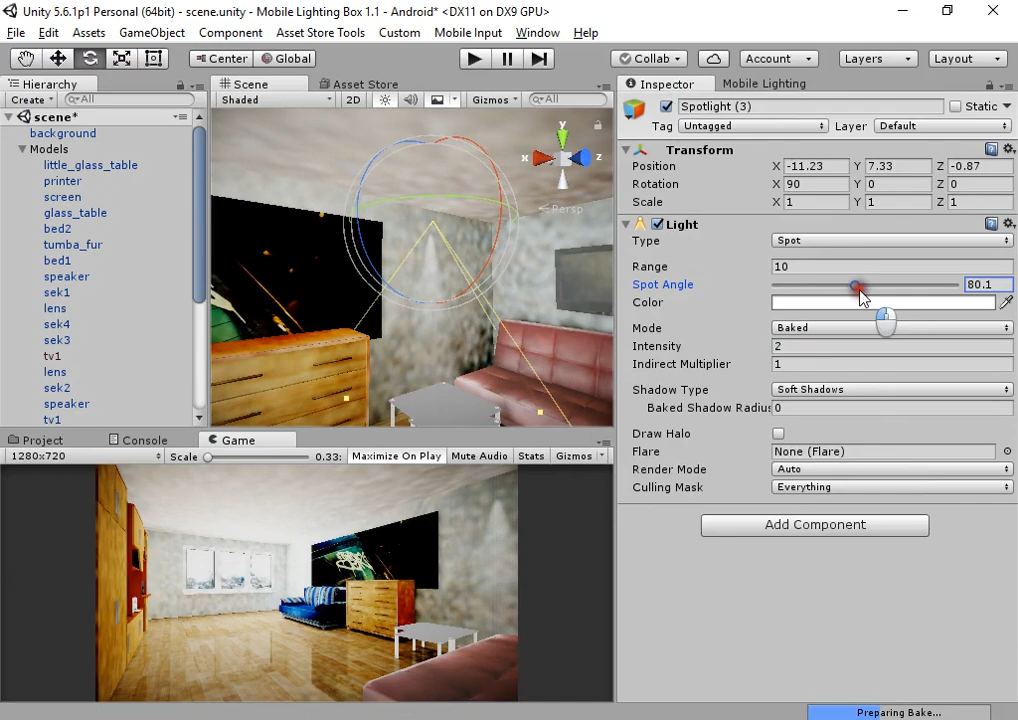 Unity 5.6.1p1 Personal (64bit) - scene.unity - Mobile Lighting Box 1.1 - Android* <DX11 on DX9 GPU>
File Edit Assets GameObject Component Asset Store Tools Custom Mobile Input Window Help
Center Global Collab Account Layers Layout
Hierarchy
Create All
scene*
background
Models
little_glass_table
printer
screen
glass_table
bed2
tumba_fur
bed1
speaker
sek1
lens
sek4
sek3
tv1
lens
sek2
speaker
tv1
Scene Asset Store
Shaded 2D Gizmos All
y
x z
Persp
Project Console Game
1280x720 Scale 0.33: Maximize On Play Mute Audio Stats Gizmos
Inspector Mobile Lighting
Spotlight (3) Static
Tag Untagged Layer Default
Transform
Position X -11.23 Y 7.33 Z -0.87
Rotation X 90 Y 0 Z 0
Scale X 1 Y 1 Z 1
Light
Type Spot
Range 10
Spot Angle 80.1
Color
Mode Baked
Intensity 2
Indirect Multiplier 1
Shadow Type Soft Shadows
Baked Shadow Radius 0
Draw Halo
Flare None (Flare)
Render Mode Auto
Culling Mask Everything
Add Component
Preparing Bake...